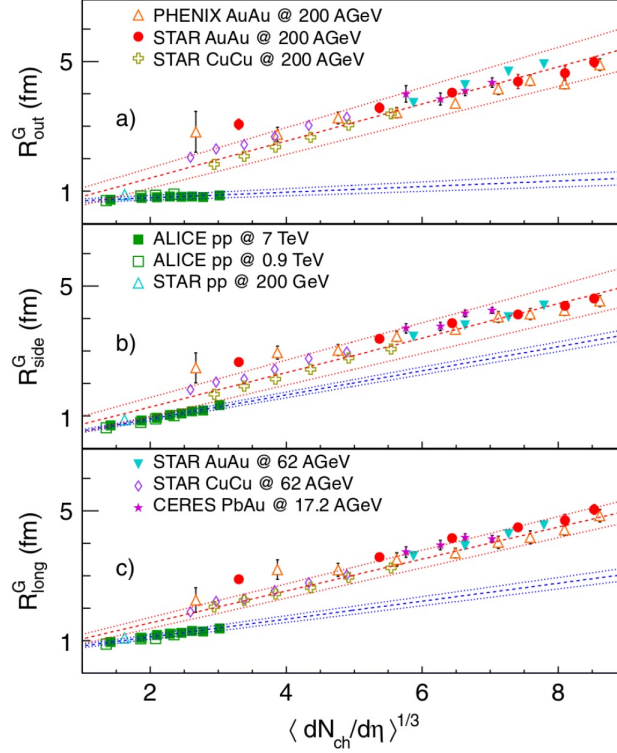 PHENIX AuAu @ 200 AGeV
STAR AuAu @ 200 AGeV
STAR CuCu @ 200 AGeV
5
a)
1
R^G_out (fm)
ALICE pp @ 7 TeV
ALICE pp @ 0.9 TeV
STAR pp @ 200 GeV
5
b)
1
R^G_side (fm)
STAR AuAu @ 62 AGeV
STAR CuCu @ 62 AGeV
CERES PbAu @ 17.2 AGeV
5
c)
1
R^G_long (fm)
2 4 6 8
⟨ dN_ch/dη ⟩^1/3